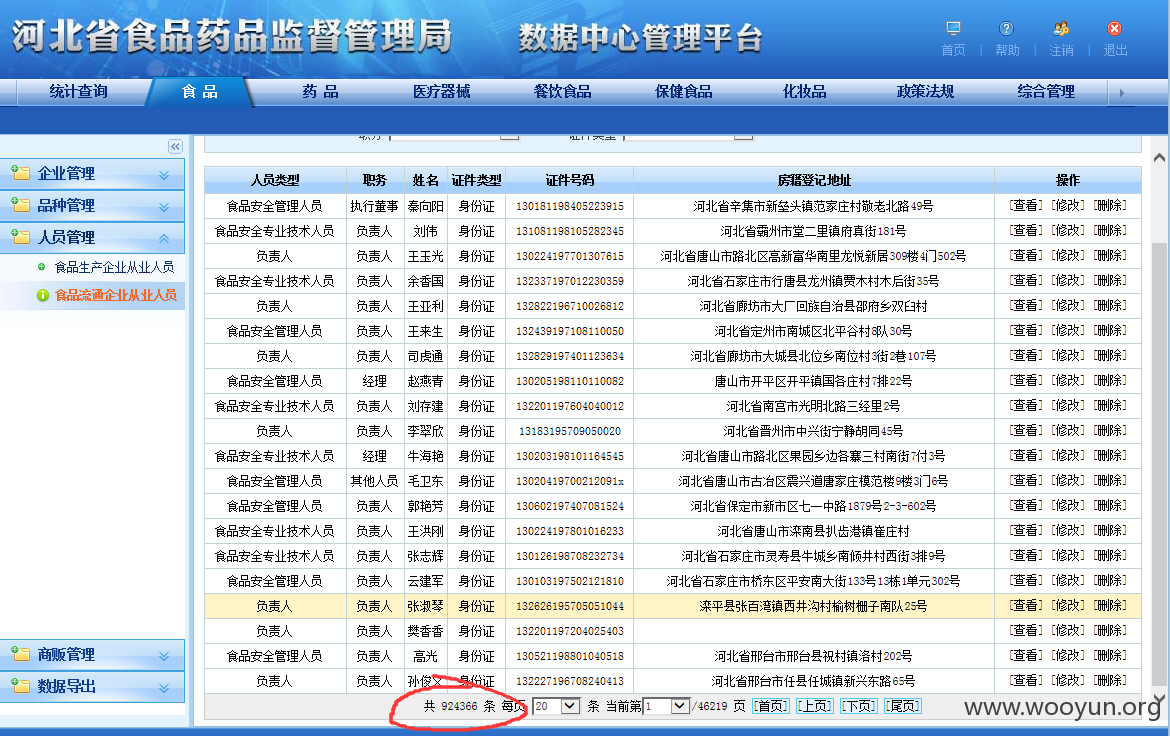 河北省食品药品监督管理局 数据中心管理平台
首页 帮助 注销 退出
统计查询 食品 药品 医疗器械 餐饮食品 保健食品 化妆品 政策法规 综合管理
企业管理
品种管理
人员管理
食品生产企业从业人员
食品流通企业从业人员
商贩管理
数据导出
人员类型 职务 姓名 证件类型 证件号码 房籍登记地址 操作
食品安全管理人员 执行董事 秦向阳 身份证 130181198405223915 河北省辛集市新垒头镇范家庄村敬老北路49号 [查看] [修改] [删除]
食品安全专业技术人员 负责人 刘伟 身份证 131081198105282345 河北省霸州市堂二里镇府真街181号 [查看] [修改] [删除]
负责人 负责人 王玉光 身份证 130224197701307615 河北省唐山市路北区高新富华南里龙悦新居309楼4门502号 [查看] [修改] [删除]
食品安全专业技术人员 负责人 余香国 身份证 132337197012230359 河北省石家庄市行唐县龙州镇贾木村木后街35号 [查看] [修改] [删除]
负责人 负责人 王亚利 身份证 132822196710026812 河北省廊坊市大厂回族自治县邵府乡双臼村 [查看] [修改] [删除]
食品安全管理人员 负责人 王来生 身份证 132439197108110050 河北省定州市南城区北平谷村8队30号 [查看] [修改] [删除]
负责人 负责人 司虎通 身份证 132829197401123634 河北省廊坊市大城县北位乡南位村3街2巷107号 [查看] [修改] [删除]
食品安全管理人员 经理 赵燕青 身份证 130205198110110082 唐山市开平区开平镇国各庄村7排22号 [查看] [修改] [删除]
食品安全专业技术人员 负责人 刘存建 身份证 132201197604040012 河北省南宫市光明北路三经里2号 [查看] [修改] [删除]
负责人 负责人 李翠欣 身份证 13183195709050020 河北省晋州市中兴街宁静胡同45号 [查看] [修改] [删除]
食品安全专业技术人员 经理 牛海艳 身份证 130203198101164545 河北省唐山市路北区果园乡边各寨三村南街7付3号 [查看] [修改] [删除]
食品安全管理人员 其他人员 毛卫东 身份证 13020419700212091x 河北省唐山市古冶区震兴道唐家庄模范楼9楼3门6号 [查看] [修改] [删除]
食品安全管理人员 负责人 郭艳芳 身份证 130602197407081524 河北省保定市新市区七一中路1879号2-3-602号 [查看] [修改] [删除]
食品安全专业技术人员 负责人 王洪刚 身份证 130224197801016233 河北省唐山市滦南县扒齿港镇崔庄村 [查看] [修改] [删除]
食品安全专业技术人员 负责人 张志辉 身份证 130126198708232734 河北省石家庄市灵寿县牛城乡南倾井村西街3排9号 [查看] [修改] [删除]
食品安全管理人员 负责人 云建军 身份证 130103197502121810 河北省石家庄市桥东区平安南大街133号13栋1单元302号 [查看] [修改] [删除]
负责人 负责人 张淑琴 身份证 132626195705051044 滦平县张百湾镇西井沟村榆树栅子南队25号 [查看] [修改] [删除]
负责人 负责人 樊香香 身份证 132201197204025403 [查看] [修改] [删除]
食品安全管理人员 负责人 高光 身份证 130521198801040518 河北省邢台市邢台县祝村镇洛村202号 [查看] [修改] [删除]
负责人 负责人 孙俊文 身份证 132227196708240413 河北省邢台市任县任城镇新兴东路65号 [查看] [修改] [删除]
共 924366 条 每页 20 条 当前第 1 /46219 页 [首页] [上页] [下页] [尾页]
www.wooyun.org